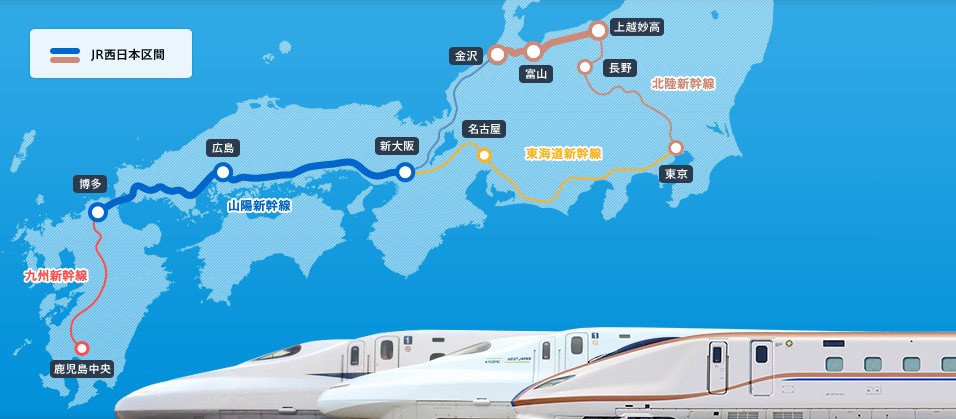 JR西日本区間
上越妙高
金沢
富山
長野
北陸新幹線
名古屋
新大阪
東海道新幹線
広島
東京
博多
山陽新幹線
九州新幹線
鹿児島中央
1
1